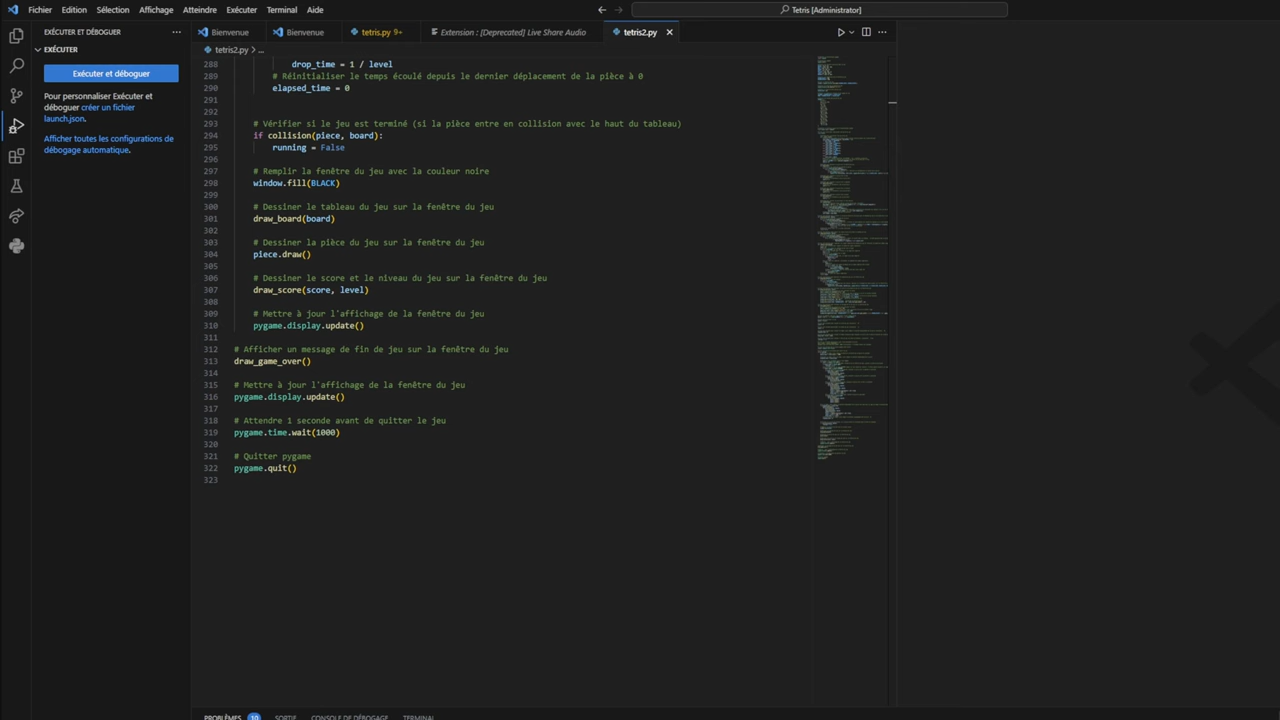 Fichier Edition Sélection Affichage Atteindre Exécuter Terminal Aide Tetris [Administrator]
EXÉCUTER ET DÉBOGUER Bienvenue Bienvenue tetris.py 9+ Extension : [Deprecated] Live Share Audio tetris2.py
EXÉCUTER
tetris2.py > ...
Exécuter et déboguer
Pour personnaliser Exécuter et
déboguer créer un fichier
launch.json.
Afficher toutes les configurations de
débogage automatique.
288 drop_time = 1 / level
289 # Réinitialiser le temps écoulé depuis le dernier déplacement de la pièce à 0
290 elapsed_time = 0
291
292
293 # Vérifier si le jeu est terminé (si la pièce entre en collision avec le haut du tableau)
294 if collision(piece, board):
295 running = False
296
297 # Remplir la fenêtre du jeu avec la couleur noire
298 window.fill(BLACK)
299
300 # Dessiner le tableau du jeu sur la fenêtre du jeu
301 draw_board(board)
302
303 # Dessiner la pièce du jeu sur la fenêtre du jeu
304 piece.draw()
305
306 # Dessiner le score et le niveau du jeu sur la fenêtre du jeu
307 draw_score(score, level)
308
309 # Mettre à jour l'affichage de la fenêtre du jeu
310 pygame.display.update()
311
312 # Afficher un message de fin de jeu sur la fenêtre du jeu
313 draw_game_over()
314
315 # Mettre à jour l'affichage de la fenêtre du jeu
316 pygame.display.update()
317
318 # Attendre 1 seconde avant de quitter le jeu
319 pygame.time.wait(1000)
320
321 # Quitter pygame
322 pygame.quit()
323
PROBLÈMES 10 SORTIE CONSOLE DE DÉBOGAGE TERMINAL